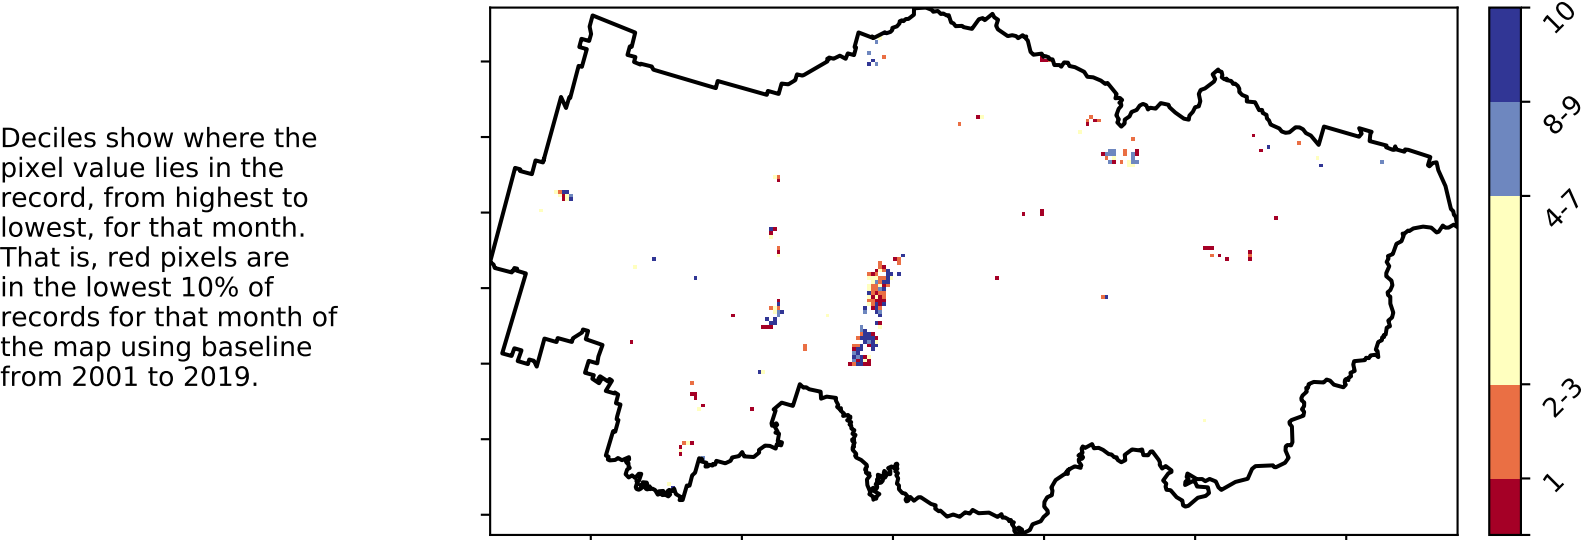 Deciles show where the
pixel value lies in the
record, from highest to
lowest, for that month.
That is, red pixels are
in the lowest 10% of
records for that month of
the map using baseline
from 2001 to 2019.
10
8-9
4-7
2-3
1